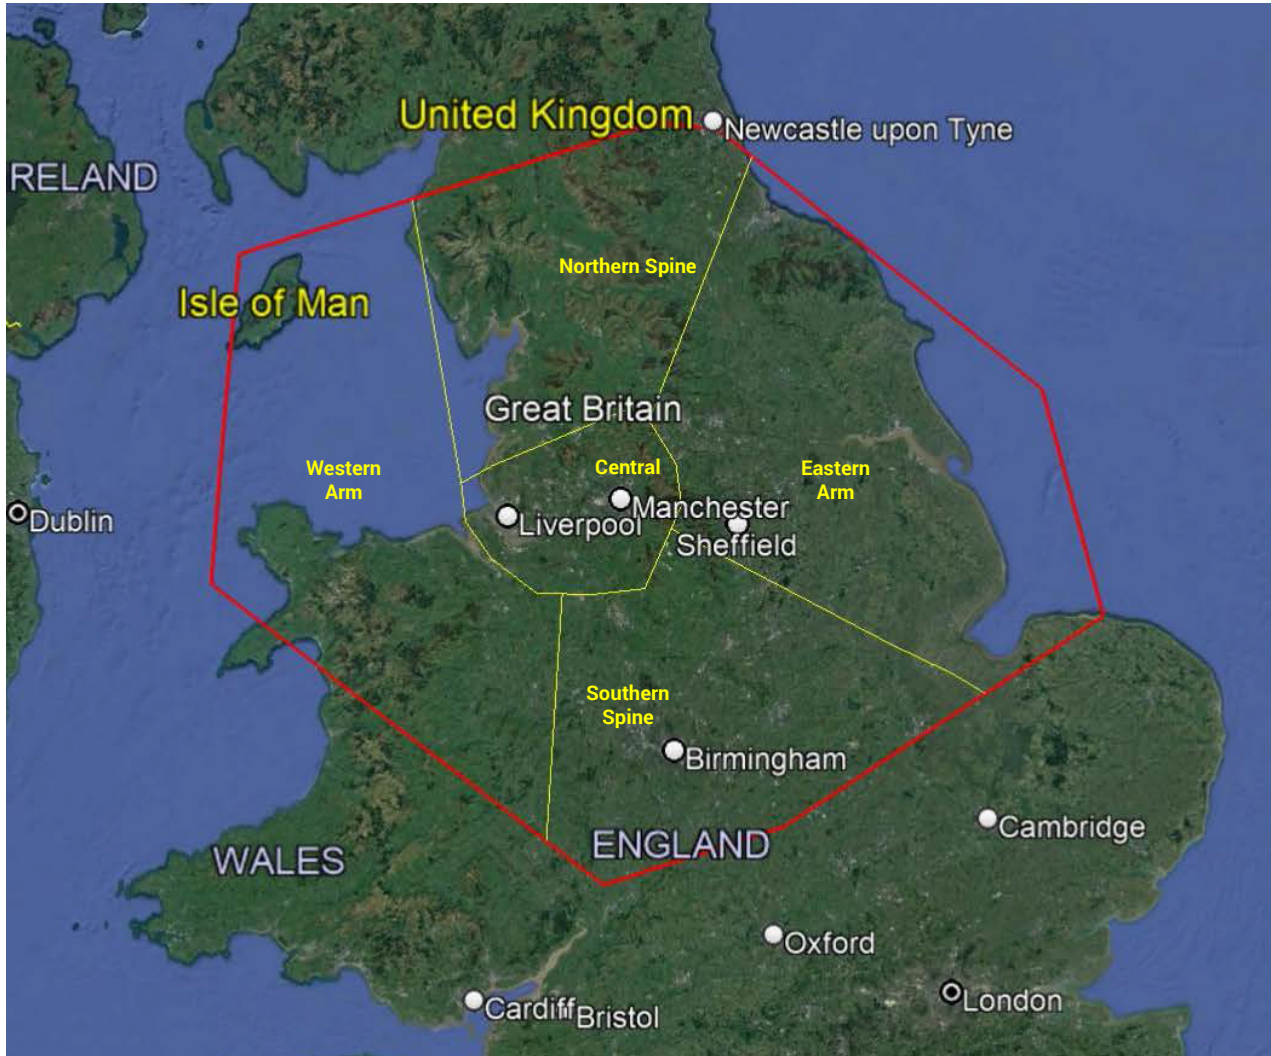 United Kingdom
Newcastle upon Tyne
RELAND
Northern Spine
Isle of Man
Great Britain
Western
Arm
Central
Eastern
Arm
Manchester
Dublin
Liverpool
Sheffield
Southern
Spine
Birmingham
Cambridge
ENGLAND
WALES
Oxford
London
Cardiff
Bristol